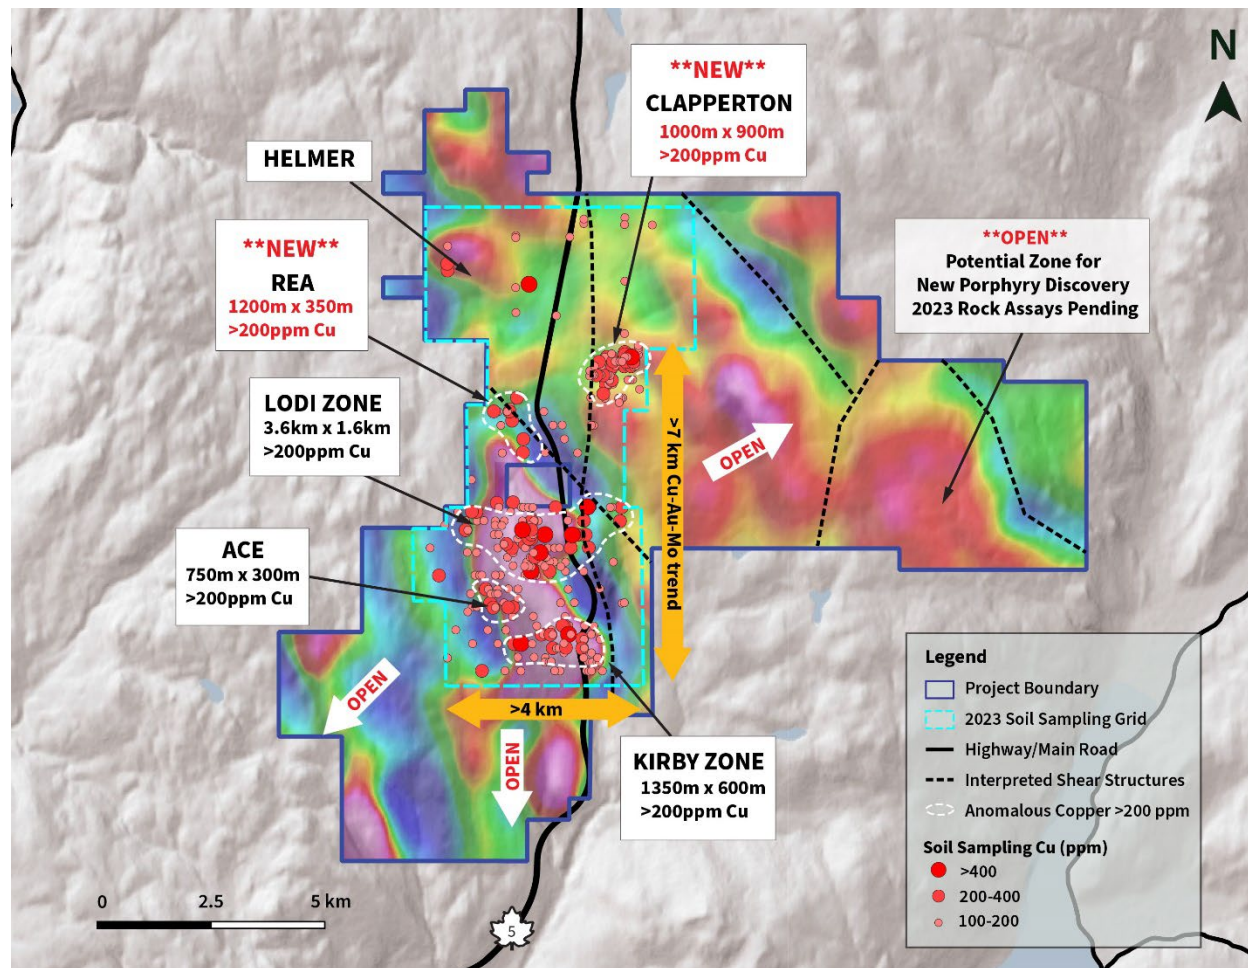 N
**NEW**
CLAPPERTON
1000m x 900m
>200ppm Cu
HELMER
**NEW**
REA
1200m x 350m
>200ppm Cu
**OPEN**
Potential Zone for
New Porphyry Discovery
2023 Rock Assays Pending
LODI ZONE
3.6km x 1.6km
>200ppm Cu
OPEN
>7 km Cu-Au-Mo trend
ACE
750m x 300m
>200ppm Cu
OPEN
>4 km
OPEN
KIRBY ZONE
1350m x 600m
>200ppm Cu
Legend
Project Boundary
2023 Soil Sampling Grid
Highway/Main Road
Interpreted Shear Structures
Anomalous Copper >200 ppm
Soil Sampling Cu (ppm)
>400
200-400
100-200
0 2.5 5 km
5